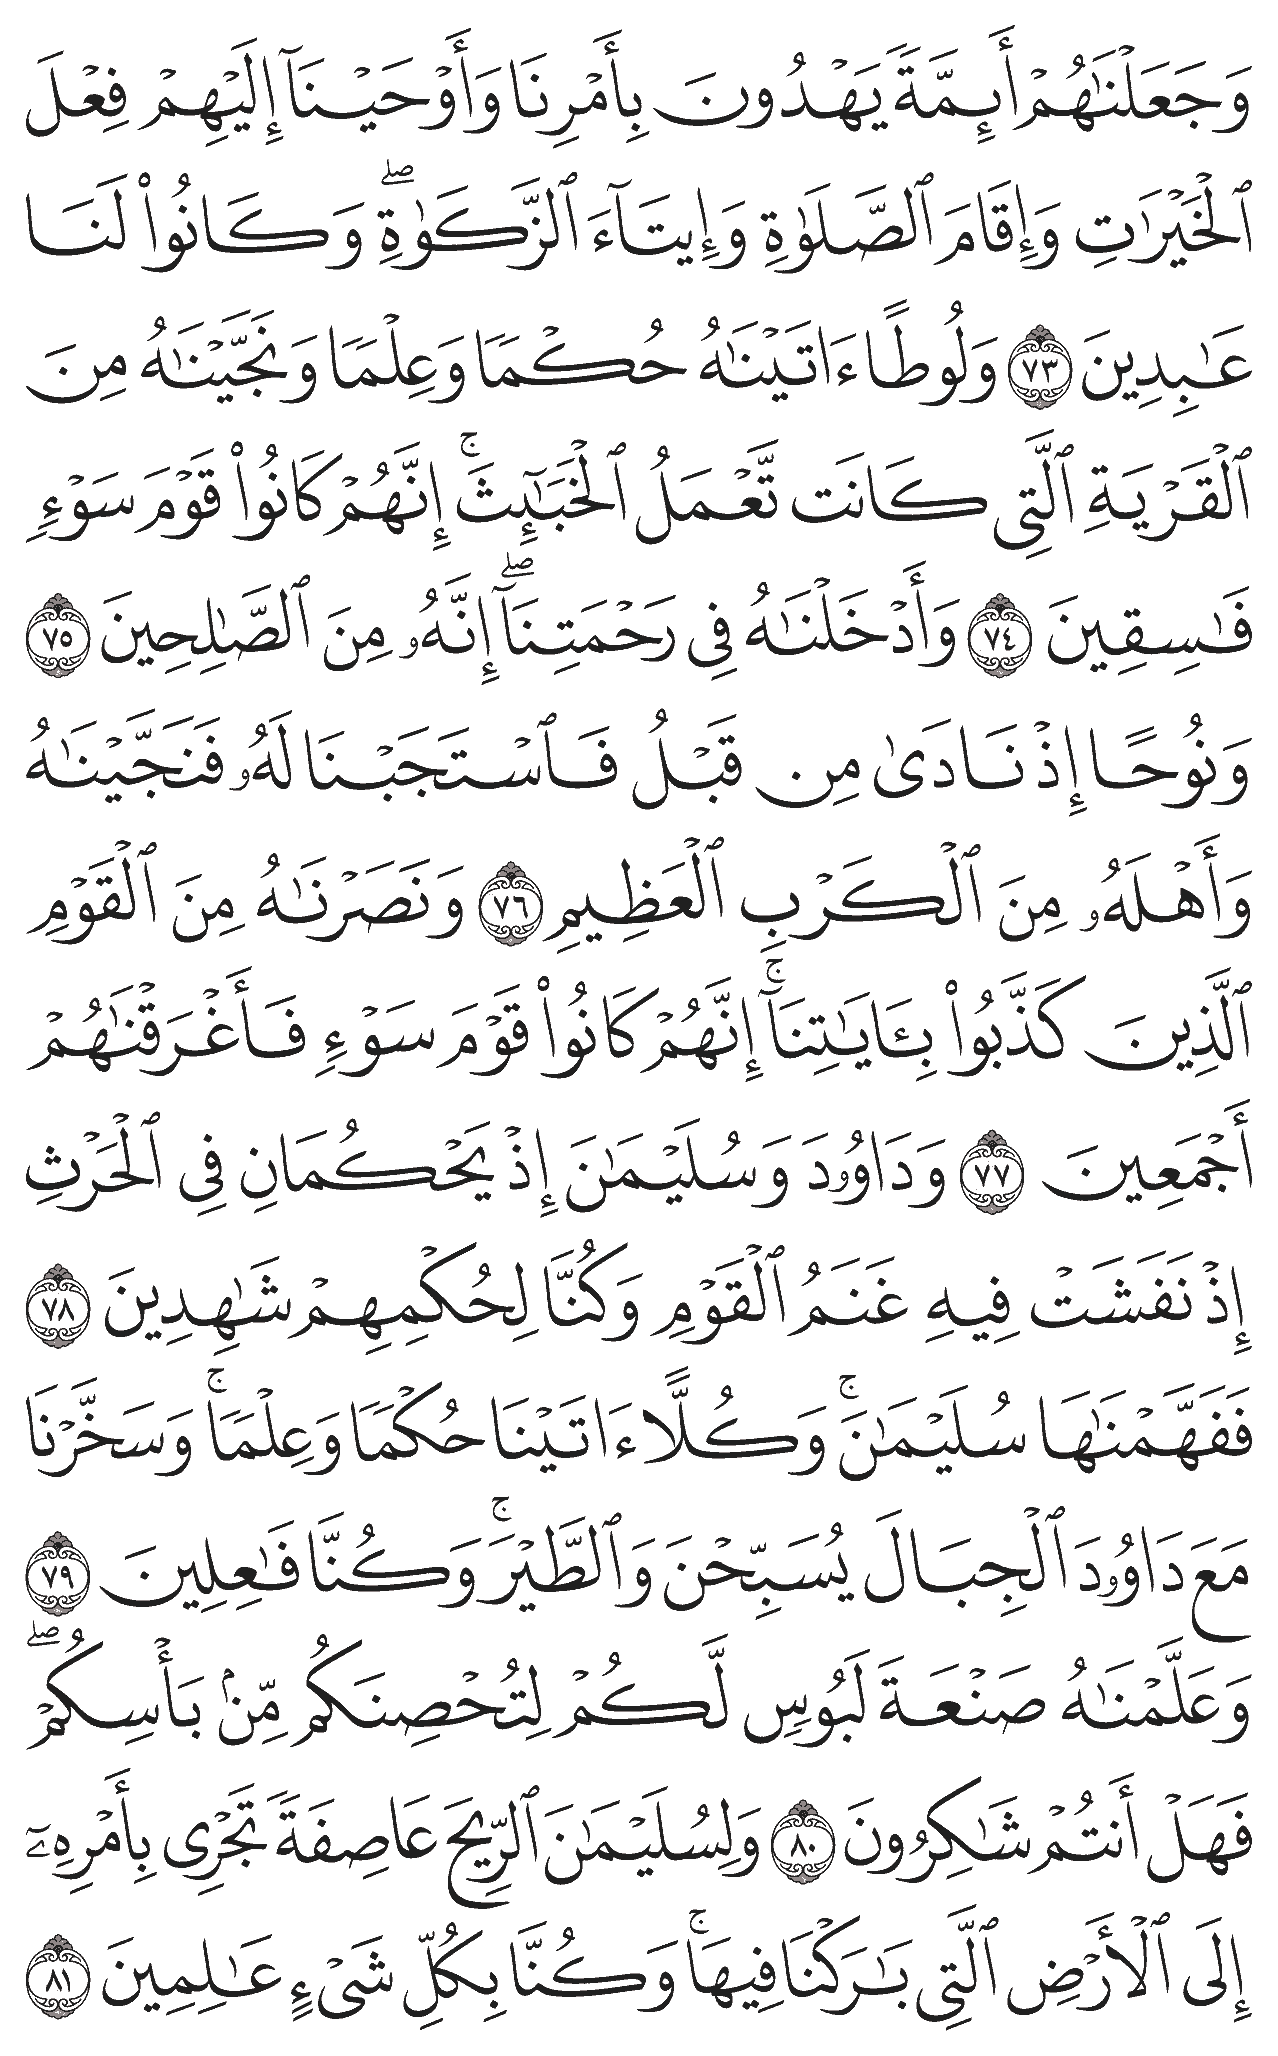 وَجَعَلْنَٰهُمْ أَئِمَّةً يَهْدُونَ بِأَمْرِنَا وَأَوْحَيْنَآ إِلَيْهِمْ فِعْلَ
ٱلْخَيْرَٰتِ وَإِقَامَ ٱلصَّلَوٰةِ وَإِيتَآءَ ٱلزَّكَوٰةِ ۖ وَكَانُوا۟ لَنَا
عَٰبِدِينَ ٧٣ وَلُوطًا ءَاتَيْنَٰهُ حُكْمًا وَعِلْمًا وَنَجَّيْنَٰهُ مِنَ
ٱلْقَرْيَةِ ٱلَّتِى كَانَت تَّعْمَلُ ٱلْخَبَٰٓئِثَ ۚ إِنَّهُمْ كَانُوا۟ قَوْمَ سَوْءٍ
فَٰسِقِينَ ٧٤ وَأَدْخَلْنَٰهُ فِى رَحْمَتِنَآ ۖ إِنَّهُۥ مِنَ ٱلصَّٰلِحِينَ ٧٥
وَنُوحًا إِذْ نَادَىٰ مِن قَبْلُ فَٱسْتَجَبْنَا لَهُۥ فَنَجَّيْنَٰهُ
وَأَهْلَهُۥ مِنَ ٱلْكَرْبِ ٱلْعَظِيمِ ٧٦ وَنَصَرْنَٰهُ مِنَ ٱلْقَوْمِ
ٱلَّذِينَ كَذَّبُوا۟ بِـَٔايَٰتِنَآ ۚ إِنَّهُمْ كَانُوا۟ قَوْمَ سَوْءٍ فَأَغْرَقْنَٰهُمْ
أَجْمَعِينَ ٧٧ وَدَاوُۥدَ وَسُلَيْمَٰنَ إِذْ يَحْكُمَانِ فِى ٱلْحَرْثِ
إِذْ نَفَشَتْ فِيهِ غَنَمُ ٱلْقَوْمِ وَكُنَّا لِحُكْمِهِمْ شَٰهِدِينَ ٧٨
فَفَهَّمْنَٰهَا سُلَيْمَٰنَ ۚ وَكُلًّا ءَاتَيْنَا حُكْمًا وَعِلْمًا ۚ وَسَخَّرْنَا
مَعَ دَاوُۥدَ ٱلْجِبَالَ يُسَبِّحْنَ وَٱلطَّيْرَ ۚ وَكُنَّا فَٰعِلِينَ ٧٩
وَعَلَّمْنَٰهُ صَنْعَةَ لَبُوسٍ لَّكُمْ لِتُحْصِنَكُم مِّنۢ بَأْسِكُمْ ۖ
فَهَلْ أَنتُمْ شَٰكِرُونَ ٨٠ وَلِسُلَيْمَٰنَ ٱلرِّيحَ عَاصِفَةً تَجْرِى بِأَمْرِهِۦٓ
إِلَى ٱلْأَرْضِ ٱلَّتِى بَٰرَكْنَا فِيهَا ۚ وَكُنَّا بِكُلِّ شَىْءٍ عَٰلِمِينَ ٨١